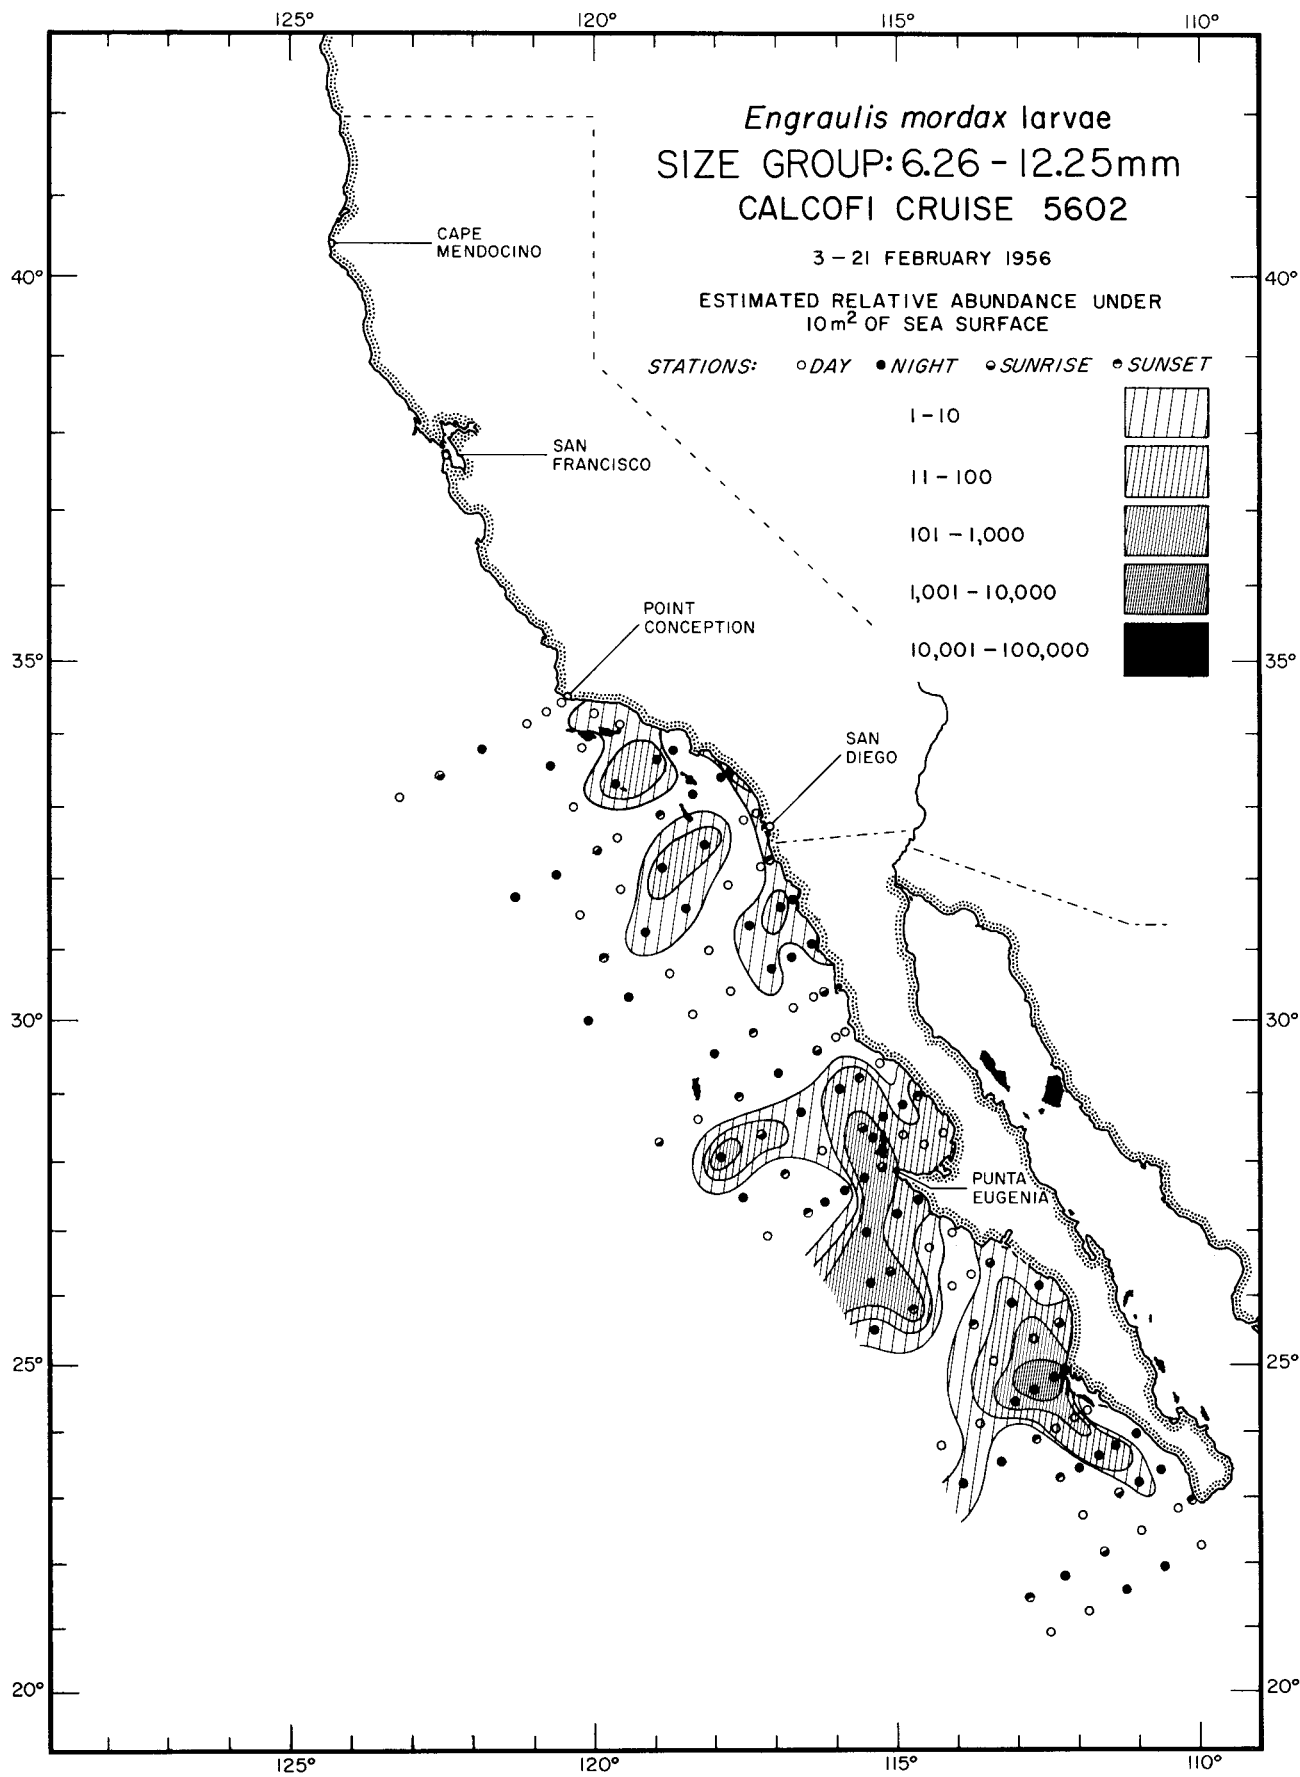 125° 120° 115° 110°
Engraulis mordax larvae
SIZE GROUP: 6.26-12.25mm
CALCOFI CRUISE 5602
3-21 FEBRUARY 1956
ESTIMATED RELATIVE ABUNDANCE UNDER
10m² OF SEA SURFACE
STATIONS: DAY NIGHT SUNRISE SUNSET
1-10
11-100
101-1,000
1,001-10,000
10,001-100,000
CAPE
MENDOCINO
40° 40°
SAN
FRANCISCO
POINT
CONCEPTION
35° 35°
SAN
DIEGO
30° 30°
PUNTA
EUGENIA
25° 25°
20° 20°
125° 120° 115° 110°